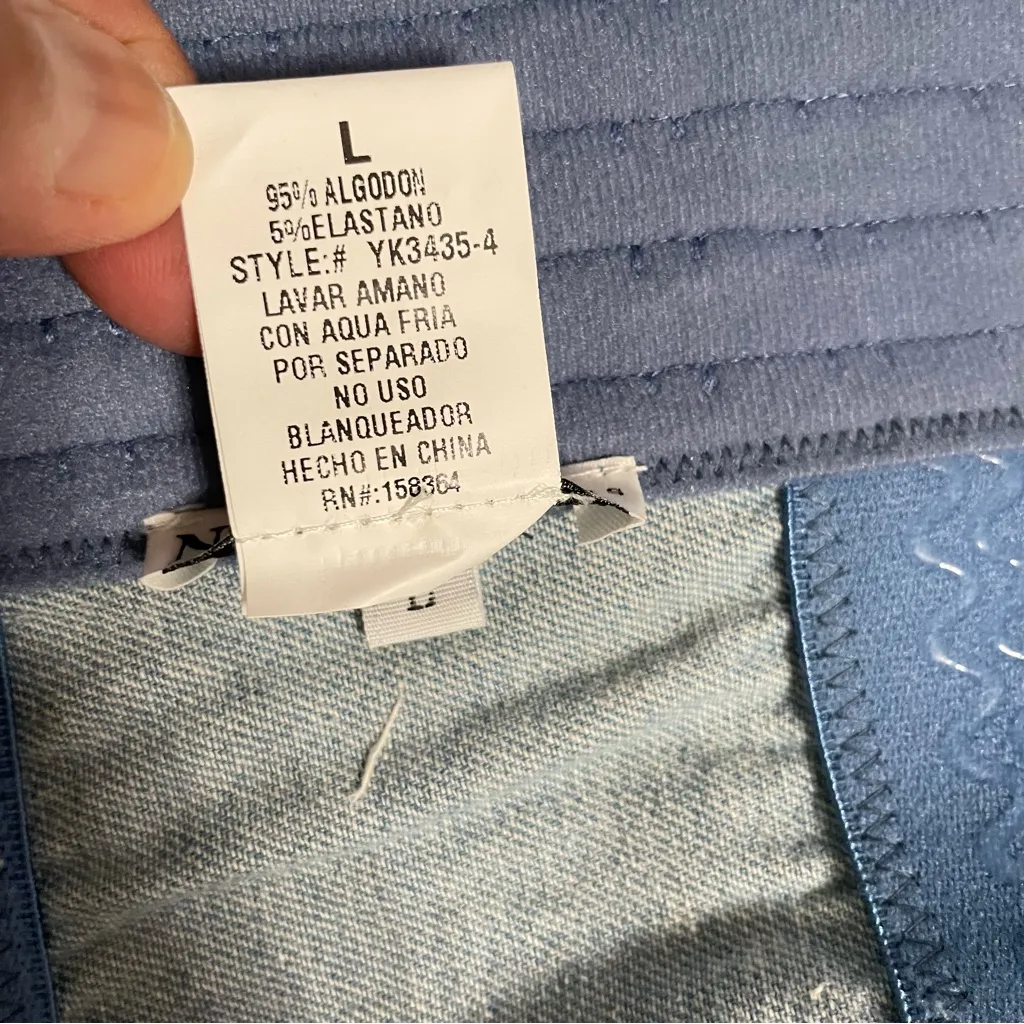 L
95% ALGODON
5%ELASTANO
STYLE:# YK3435-4
LAVAR AMANO
CON AQUA FRIA
POR SEPARADO
NO USO
BLANQUEADOR
HECHO EN CHINA
RN#:158364
N